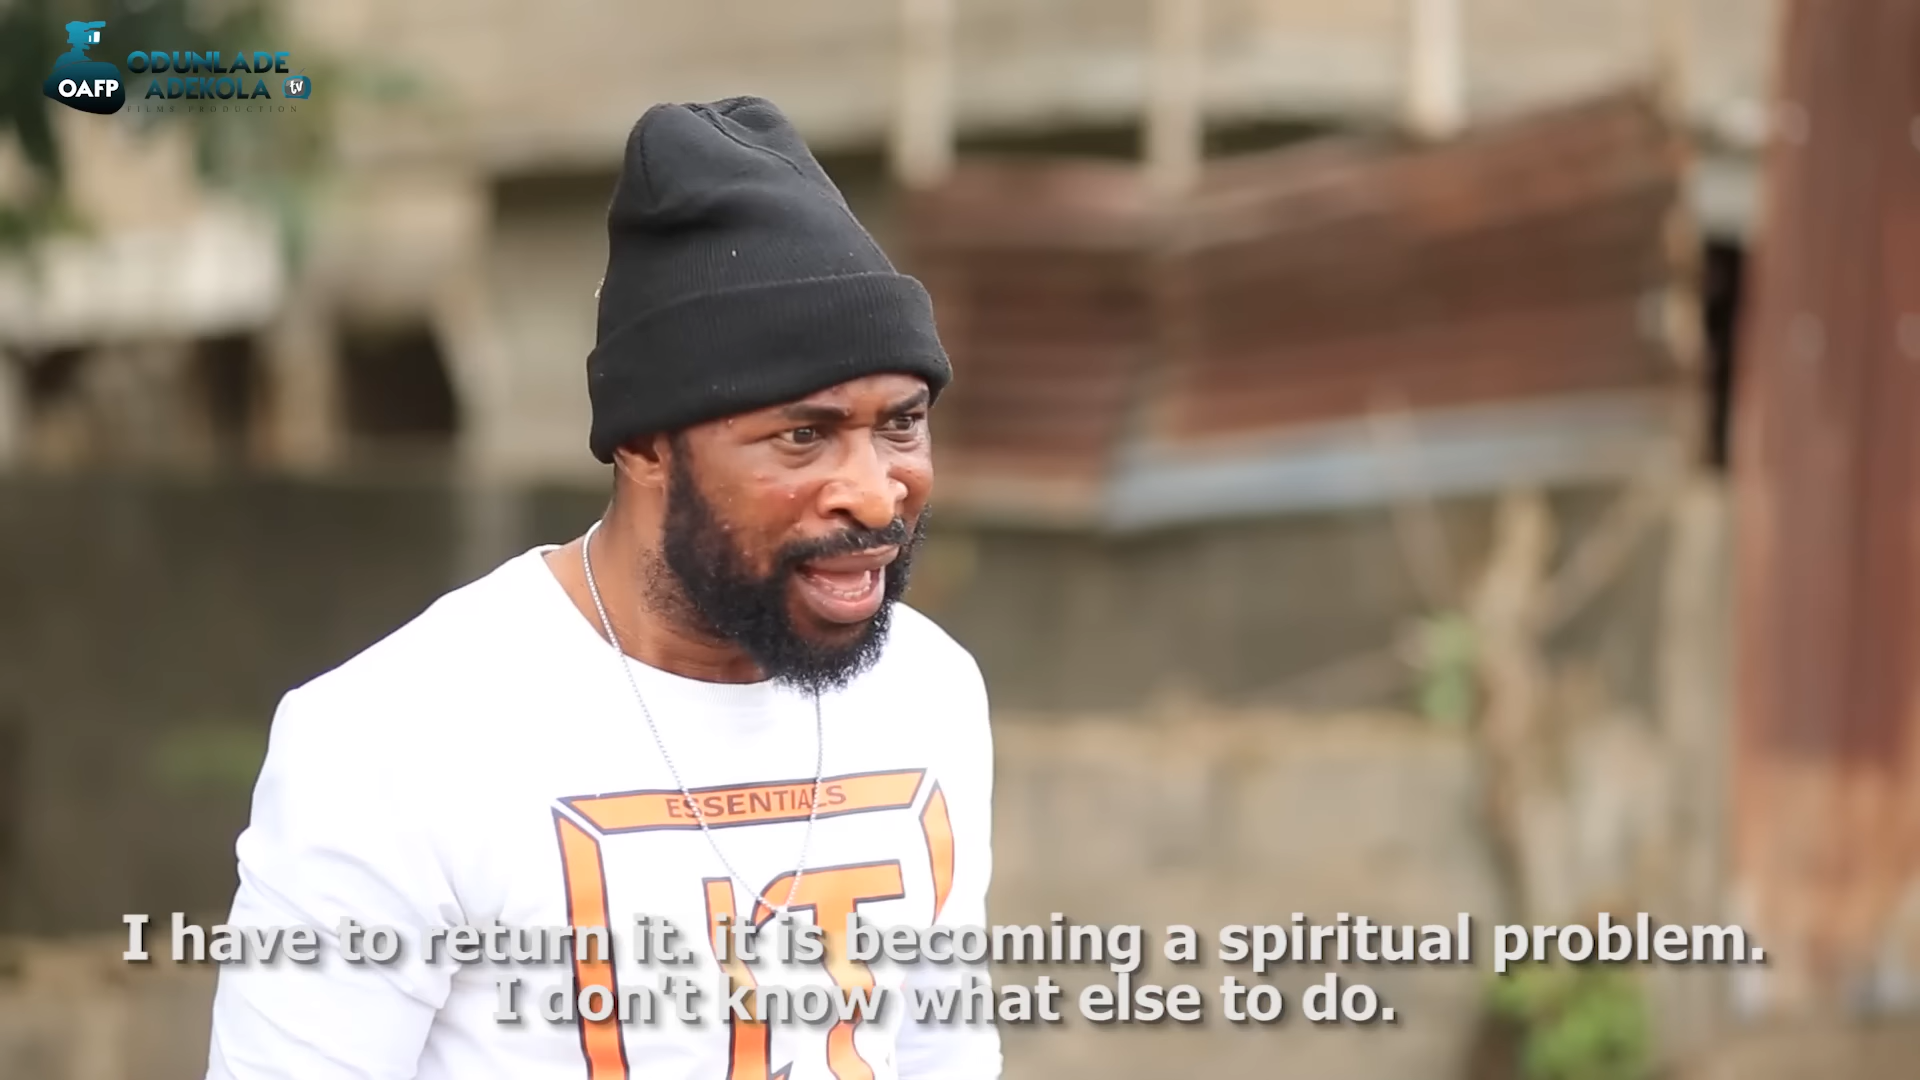 ODUNLADE
ADEKOLA tv
OAFP
FILMS PRODUCTION
ESSENTIALS
I have to return it. it is becoming a spiritual problem.
I don't know what else to do.